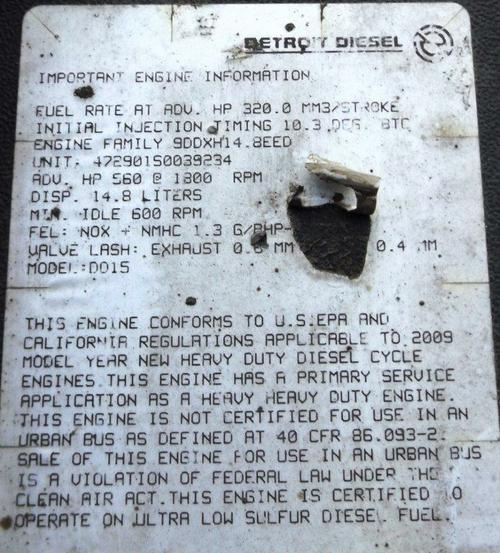 DETROIT DIESEL
IMPORTANT ENGINE INFORMATION
FUEL RATE AT ADV. HP 320.0 MM3/STROKE
INITIAL INJECTION TIMING 10.3 DEG. BTC
ENGINE FAMILY 9DDXH14.8EED
UNIT: 47290150039234
ADV. HP 560 @ 1800 RPM
DISP. 14.8 LITERS
MIN. IDLE 600 RPM
FEL: NOX + NMHC 1.3 G/BHP-
VALVE LASH: EXHAUST MM 0.4 MM
MODEL:DD15
THIS ENGINE CONFORMS TO U.S.EPA AND
CALIFORNIA REGULATIONS APPLICABLE TO 2009
MODEL YEAR NEW HEAVY DUTY DIESEL CYCLE
ENGINES.THIS ENGINE HAS A PRIMARY SERVICE
APPLICATION AS A HEAVY HEAVY DUTY ENGINE.
THIS ENGINE IS NOT CERTIFIED FOR USE IN AN
URBAN BUS AS DEFINED AT 40 CFR 86.093-2.
SALE OF THIS ENGINE FOR USE IN AN URBAN BUS
IS A VIOLATION OF FEDERAL LAW UNDER THE
CLEAN AIR ACT.THIS ENGINE IS CERTIFIED TO
OPERATE ON ULTRA LOW SULFUR DIESEL FUEL.